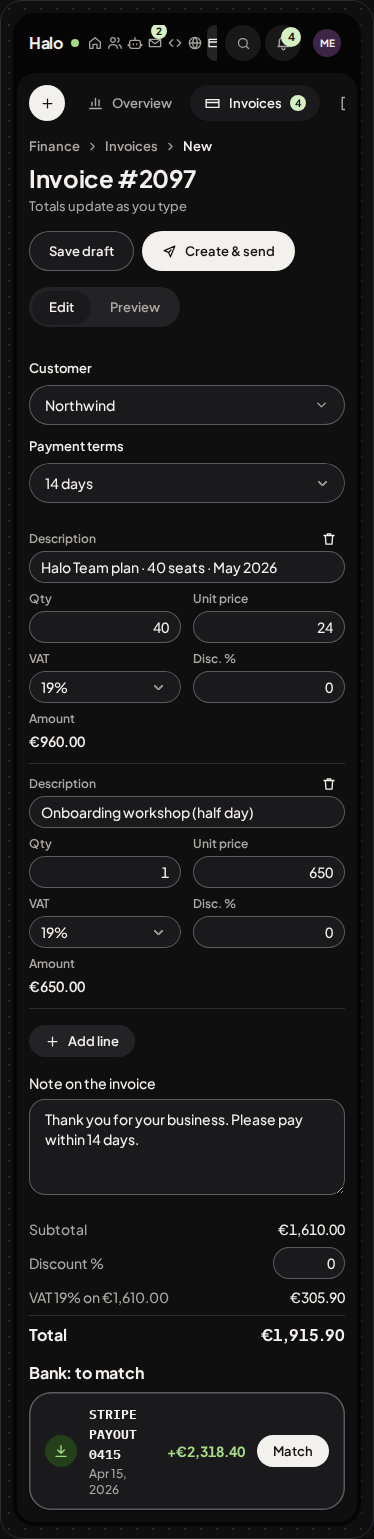 Halo
2
4
ME
Overview
Invoices 4
Finance > Invoices > New
Invoice #2097
Totals update as you type
Save draft
Create & send
Edit
Preview
Customer
Northwind
Payment terms
14 days
Description
Halo Team plan · 40 seats · May 2026
Qty
Unit price
40
24
VAT
Disc. %
19%
0
Amount
€960.00
Description
Onboarding workshop (half day)
Qty
Unit price
1
650
VAT
Disc. %
19%
0
Amount
€650.00
Add line
Note on the invoice
Thank you for your business. Please pay
within 14 days.
Subtotal €1,610.00
Discount % 0
VAT 19% on €1,610.00 €305.90
Total €1,915.90
Bank: to match
STRIPE
PAYOUT
0415
Apr 15,
2026
+€2,318.40
Match